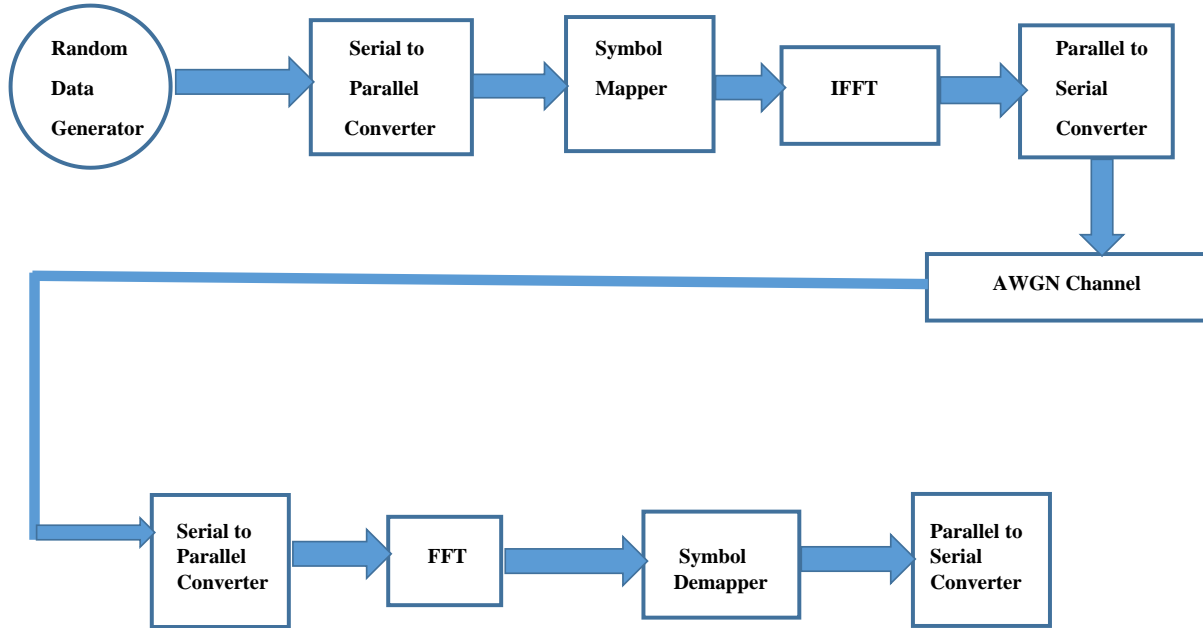 Random
Data
Generator
Serial to
Parallel
Converter
Symbol
Mapper
IFFT
Parallel to
Serial
Converter
AWGN Channel
Serial to
Parallel
Converter
FFT
Symbol
Demapper
Parallel to
Serial
Converter